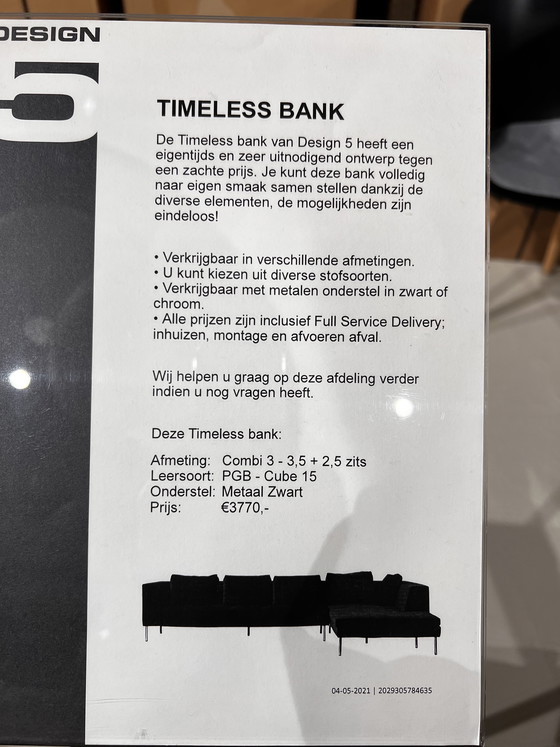 DESIGN
5
TIMELESS BANK
De Timeless bank van Design 5 heeft een
eigentijds en zeer uitnodigend ontwerp tegen
een zachte prijs. Je kunt deze bank volledig
naar eigen smaak samen stellen dankzij de
diverse elementen, de mogelijkheden zijn
eindeloos!
• Verkrijgbaar in verschillende afmetingen.
• U kunt kiezen uit diverse stofsoorten.
• Verkrijgbaar met metalen onderstel in zwart of
chroom.
• Alle prijzen zijn inclusief Full Service Delivery;
inhuizen, montage en afvoeren afval.
Wij helpen u graag op deze afdeling verder
indien u nog vragen heeft.
Deze Timeless bank:
Afmeting: Combi 3 - 3,5 + 2,5 zits
Leersoort: PGB - Cube 15
Onderstel: Metaal Zwart
Prijs: €3770,-
04-05-2021 | 2029305784635